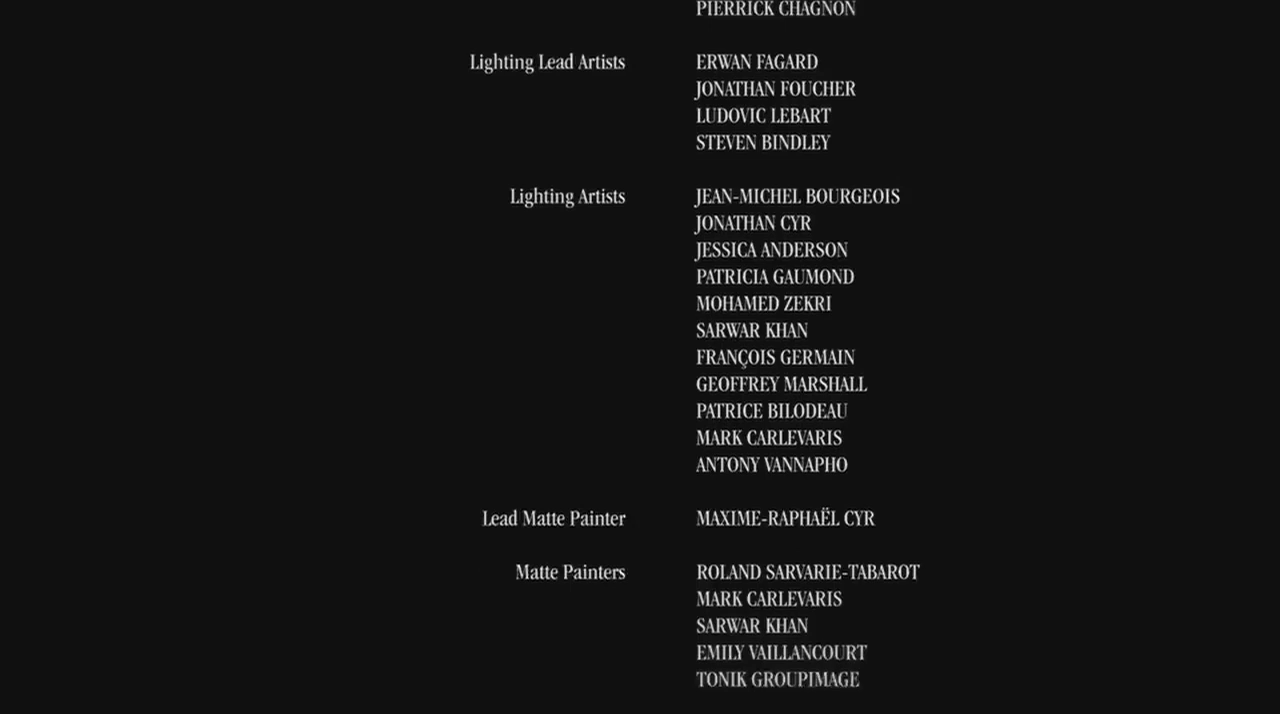 PIERRICK CHAGNON
Lighting Lead Artists ERWAN FAGARD
JONATHAN FOUCHER
LUDOVIC LEBART
STEVEN BINDLEY
Lighting Artists JEAN-MICHEL BOURGEOIS
JONATHAN CYR
JESSICA ANDERSON
PATRICIA GAUMOND
MOHAMED ZEKRI
SARWAR KHAN
FRANÇOIS GERMAIN
GEOFFREY MARSHALL
PATRICE BILODEAU
MARK CARLEVARIS
ANTONY VANNAPHO
Lead Matte Painter MAXIME-RAPHAËL CYR
Matte Painters ROLAND SARVARIE-TABAROT
MARK CARLEVARIS
SARWAR KHAN
EMILY VAILLANCOURT
TONIK GROUPIMAGE